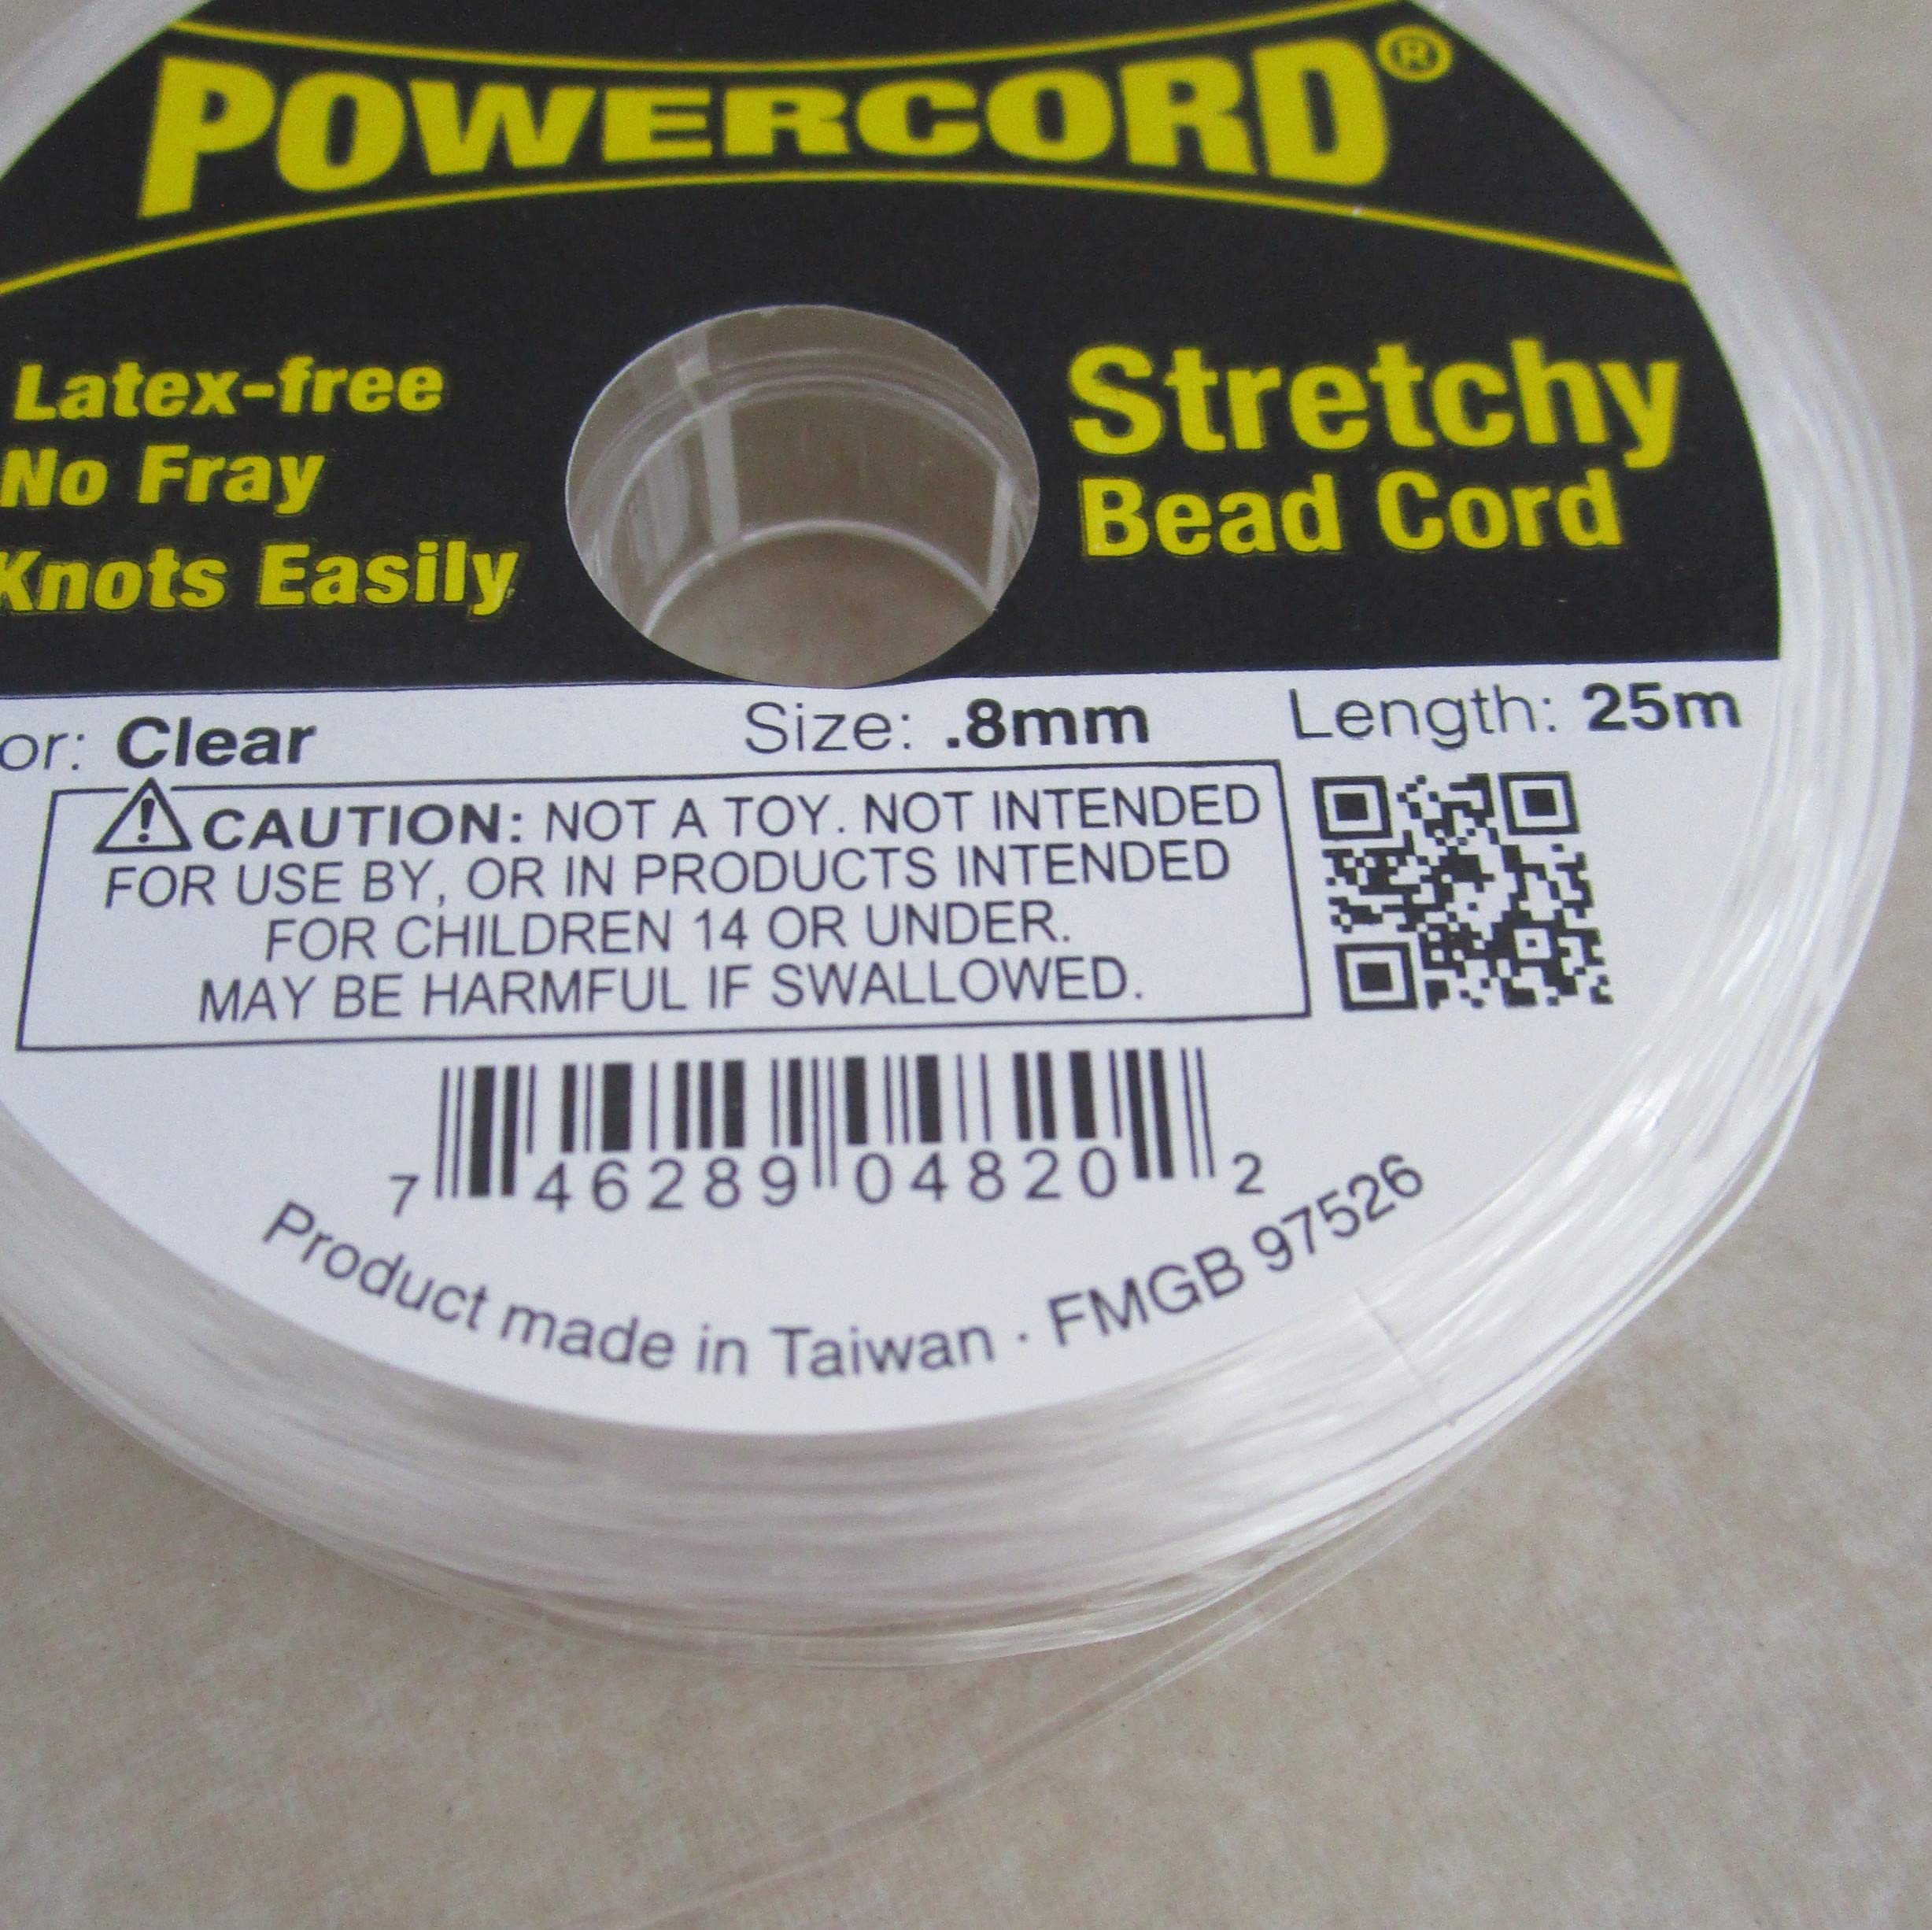 POWERCORD®
Latex-free
No Fray
Knots Easily
Stretchy
Bead Cord
or: Clear
Size: .8mm
Length: 25m
CAUTION: NOT A TOY. NOT INTENDED
FOR USE BY, OR IN PRODUCTS INTENDED
FOR CHILDREN 14 OR UNDER.
MAY BE HARMFUL IF SWALLOWED.
7 46289 04820 2
Product made in Taiwan · FMGB 97526